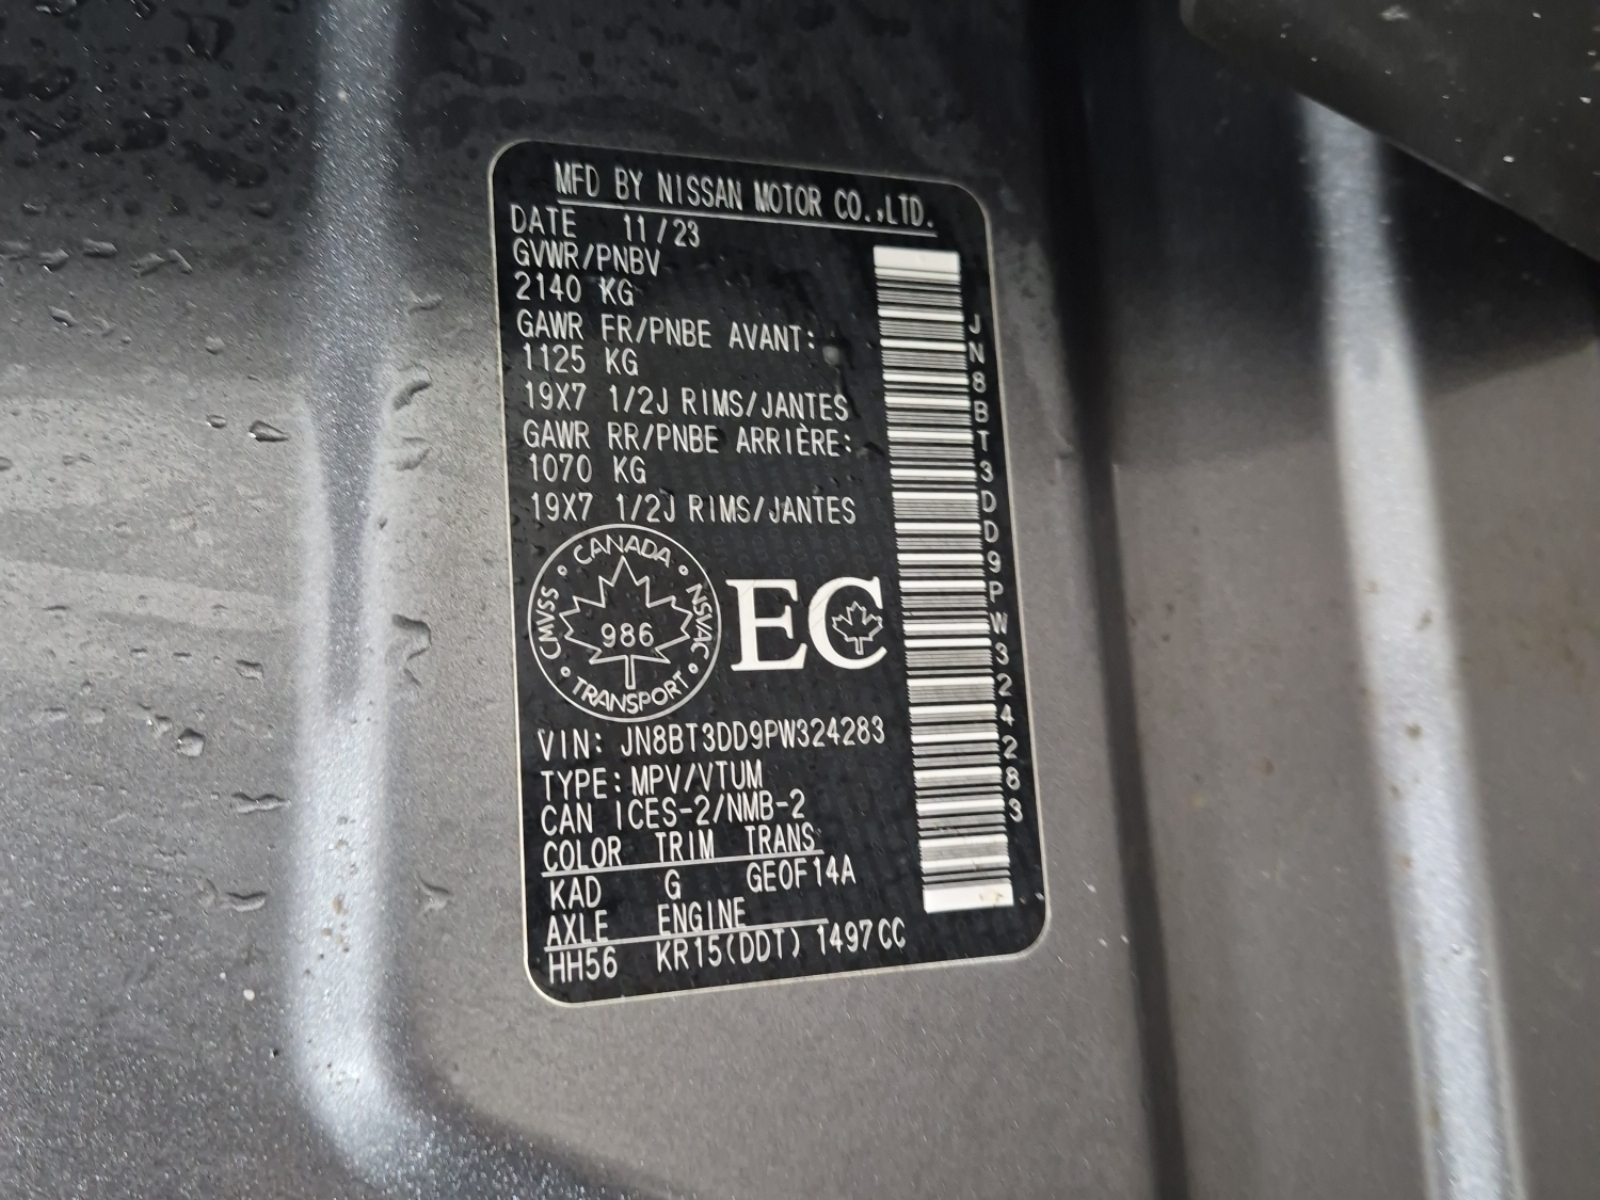 MFD BY NISSAN MOTOR CO.,LTD.
DATE 11/23
GVWR/PNBV
2140 KG
GAWR FR/PNBE AVANT:
1125 KG
19X7 1/2J RIMS/JANTES
GAWR RR/PNBE ARRIÈRE:
1070 KG
19X7 1/2J RIMS/JANTES
CANADA
CMVSS NSVAC
986
TRANSPORT
EC
VIN: JN8BT3DD9PW324283
TYPE:MPV/VTUM
CAN ICES-2/NMB-2
COLOR TRIM TRANS
KAD G GE0F14A
AXLE ENGINE
HH56 KR15(DDT) 1497CC
JN8BT3DD9PW324283